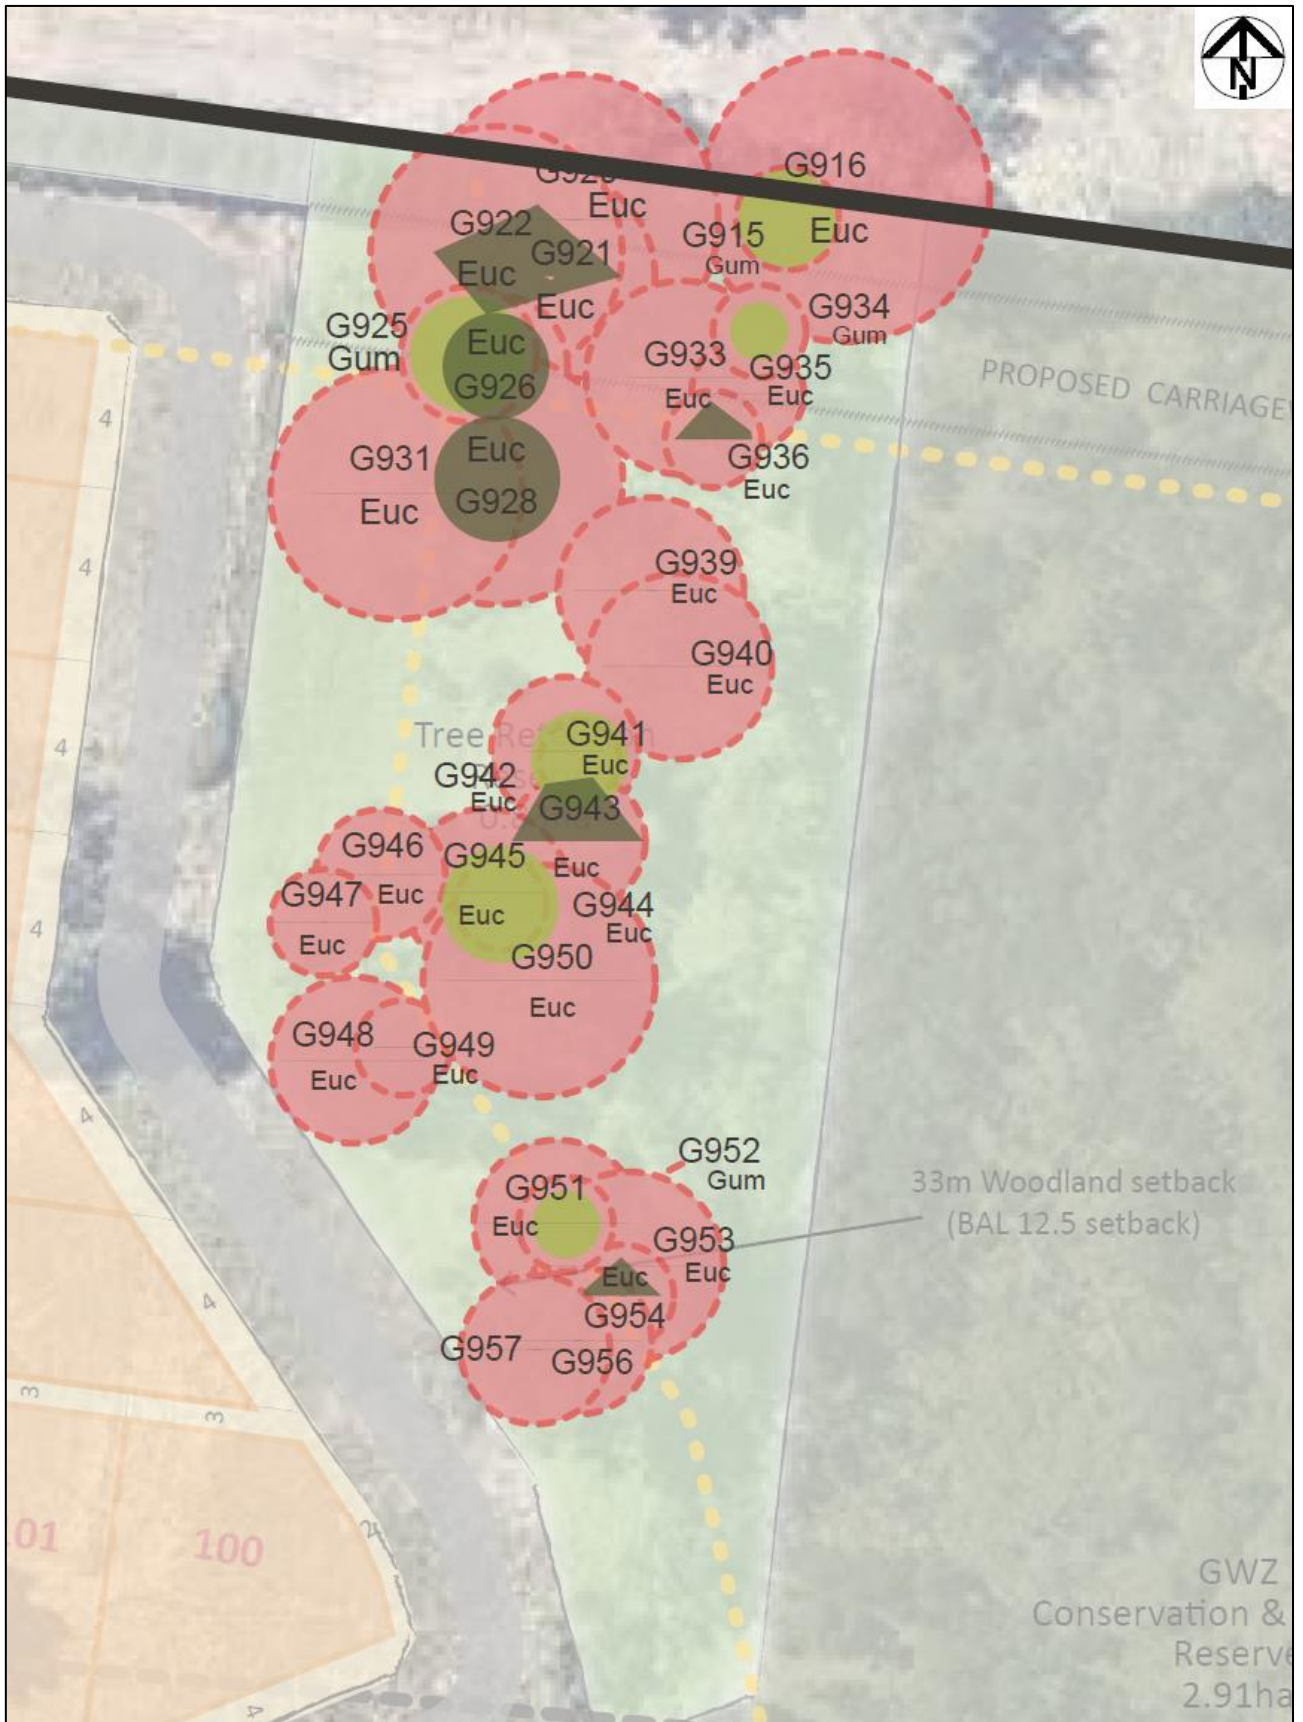 N
G916
Euc
G922
Euc
G921
Euc
G915
Gum
Euc
G925
Gum
Euc
G926
G934
Gum
G933
Euc
G935
Euc
G936
Euc
PROPOSED CARRIAGE
G931
Euc
Euc
G928
G939
Euc
G940
Euc
G941
Euc
G942
Euc
G943
Euc
G946
Euc
G945
Euc
G947
Euc
G944
Euc
G950
Euc
G948
Euc
G949
Euc
G952
Gum
G951
Euc
G953
Euc
Euc
G954
G957
G956
33m Woodland setback
(BAL 12.5 setback)
4
4
4
4
4
4
3
3
2
4
01
100
GWZ
Conservation &
Reserve
2.91ha